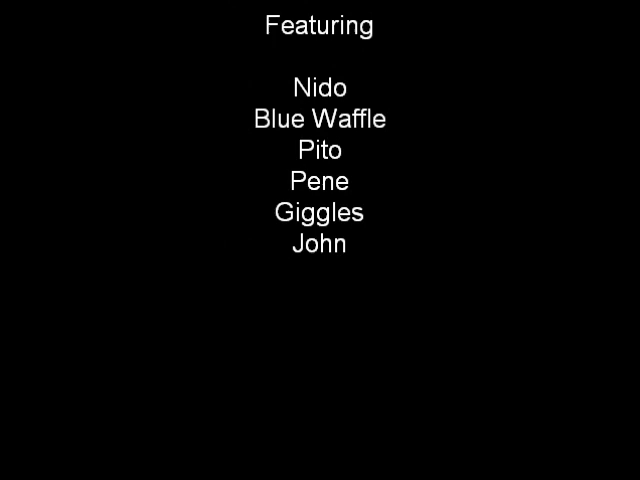 Featuring
Nido
Blue Waffle
Pito
Pene
Giggles
John